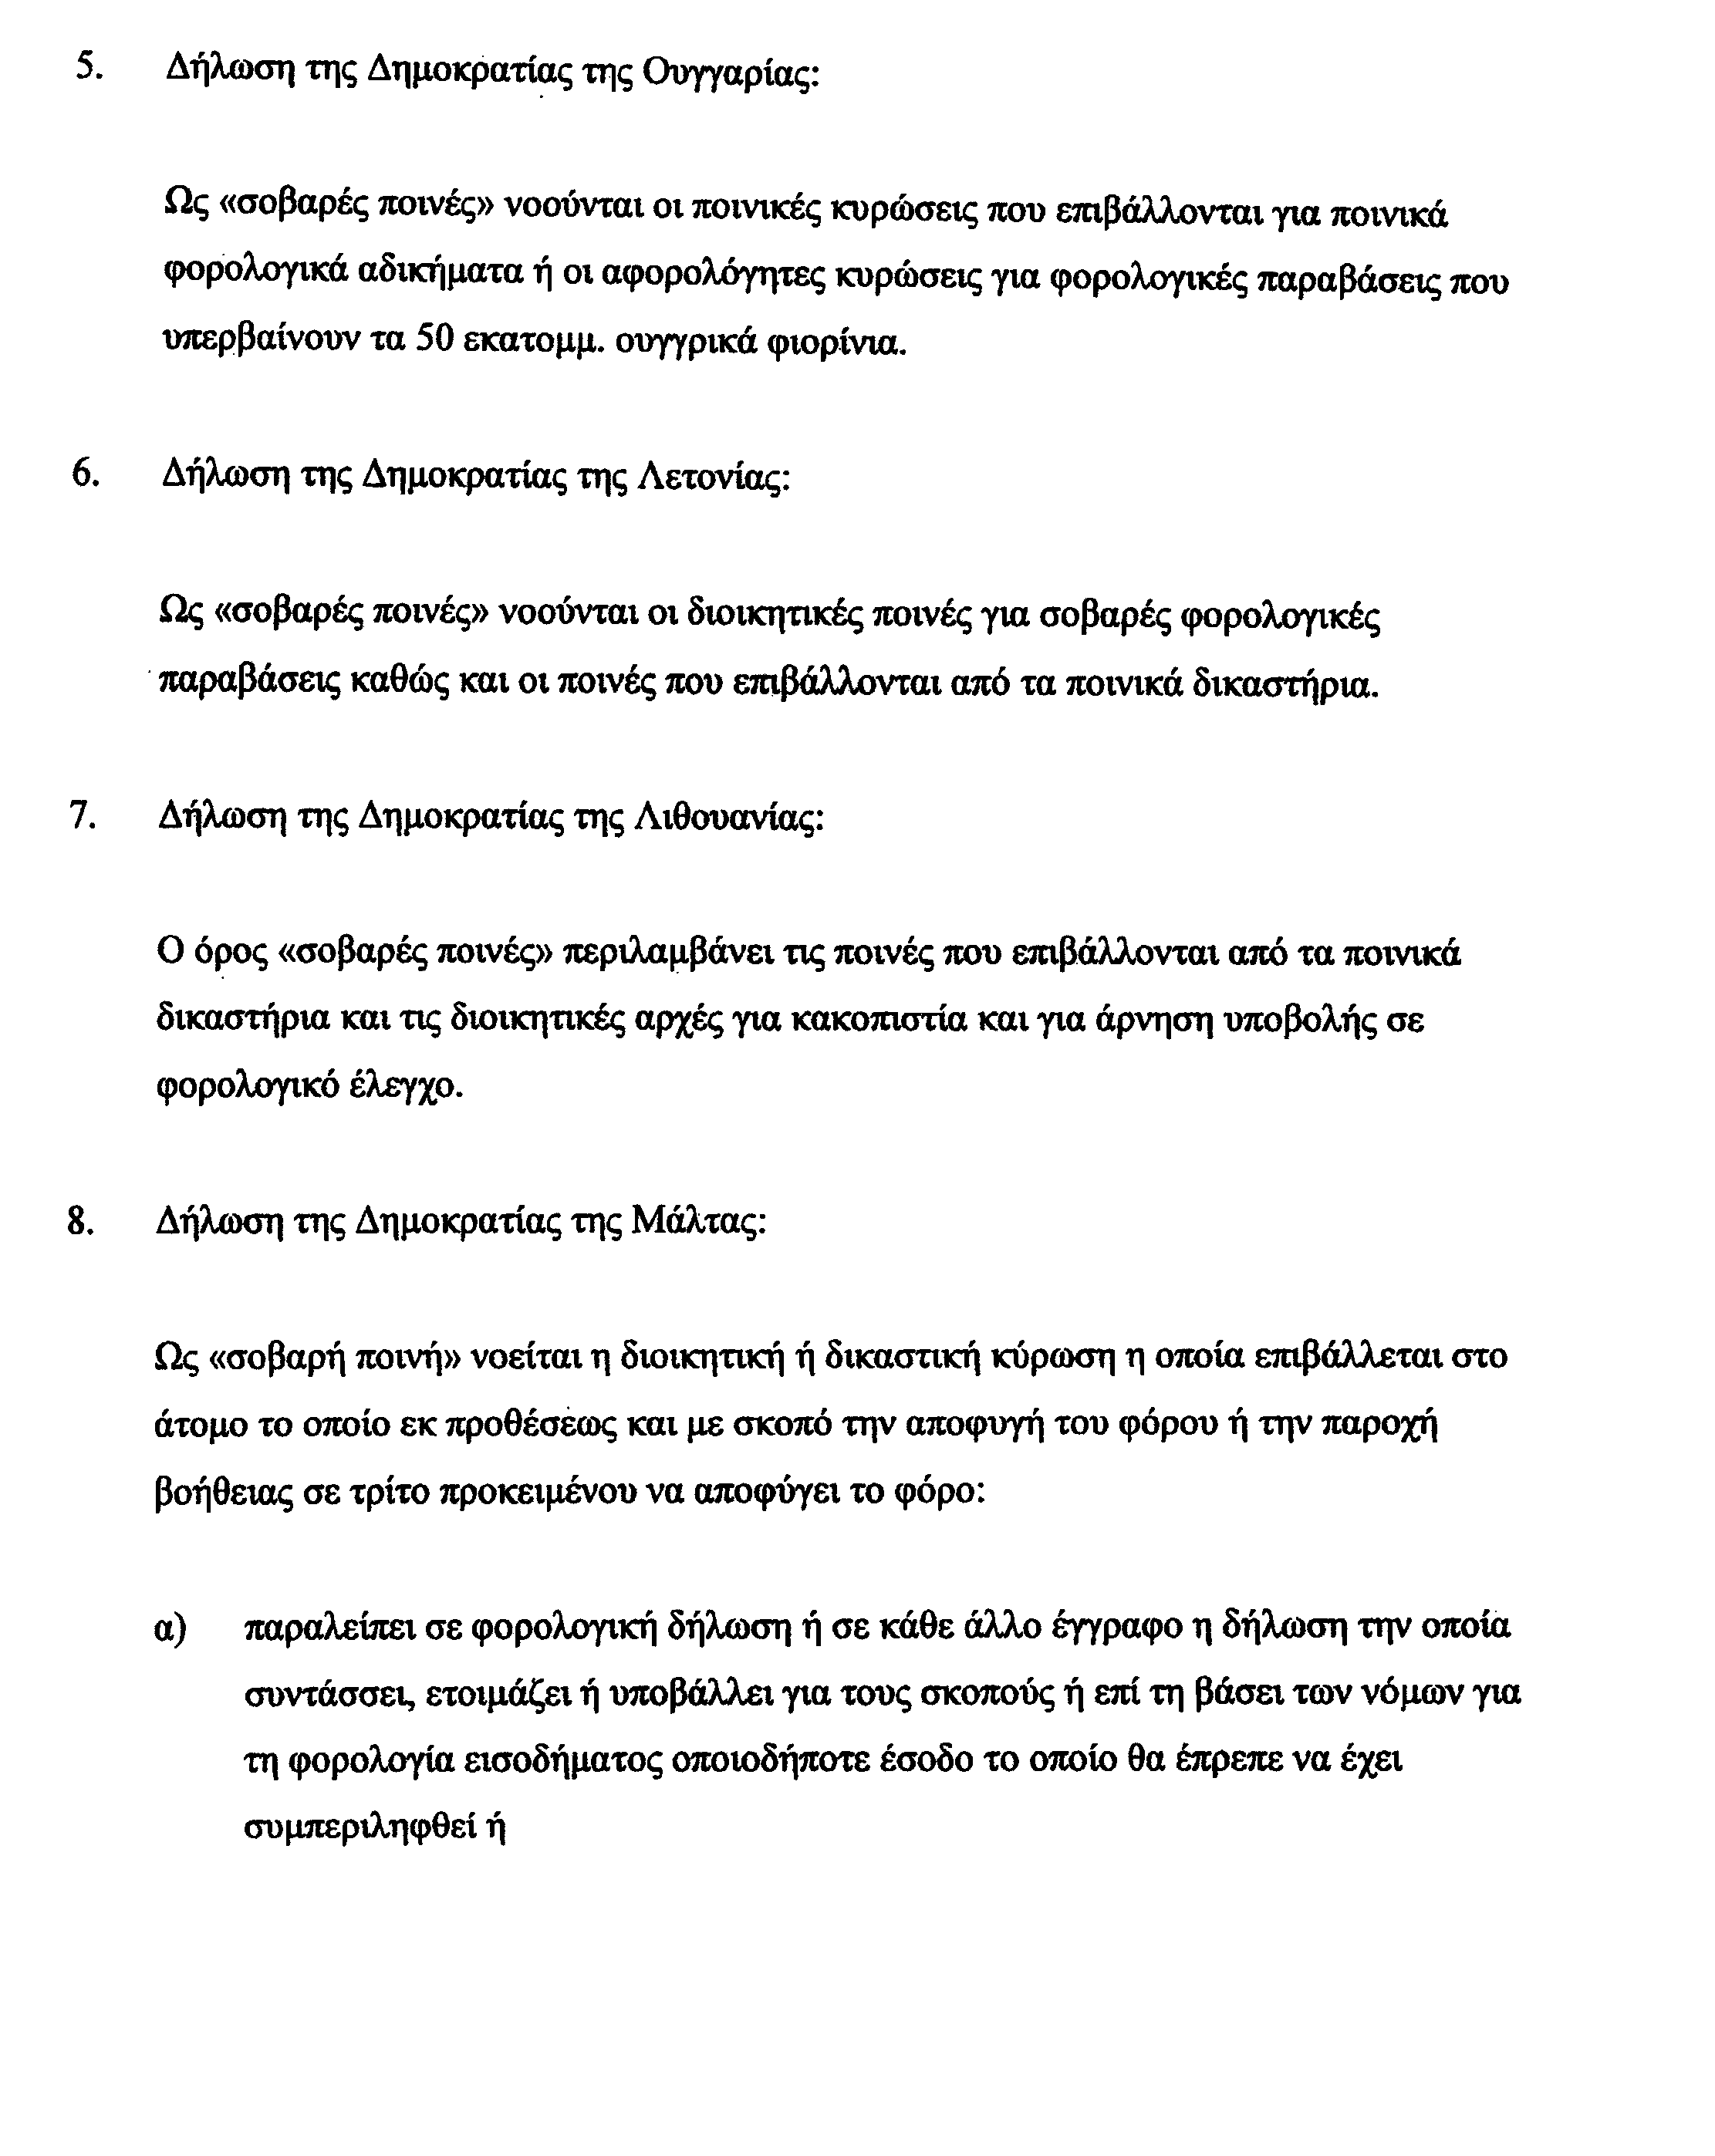 5. Δήλωση της Δημοκρατίας της Ουγγαρίας:
Ως «σοβαρές ποινές» νοούνται οι ποινικές κυρώσεις που επιβάλλονται για ποινικά
φορολογικά αδικήματα ή οι αφορολόγητες κυρώσεις για φορολογικές παραβάσεις που
υπερβαίνουν τα 50 εκατομμ. ουγγρικά φιορίνια.
6. Δήλωση της Δημοκρατίας της Λετονίας:
Ως «σοβαρές ποινές» νοούνται οι διοικητικές ποινές για σοβαρές φορολογικές
παραβάσεις καθώς και οι ποινές που επιβάλλονται από τα ποινικά δικαστήρια.
7. Δήλωση της Δημοκρατίας της Λιθουανίας:
Ο όρος «σοβαρές ποινές» περιλαμβάνει τις ποινές που επιβάλλονται από τα ποινικά
δικαστήρια και τις διοικητικές αρχές για κακοπιστία και για άρνηση υποβολής σε
φορολογικό έλεγχο.
8. Δήλωση της Δημοκρατίας της Μάλτας:
Ως «σοβαρή ποινή» νοείται η διοικητική ή δικαστική κύρωση η οποία επιβάλλεται στο
άτομο το οποίο εκ προθέσεως και με σκοπό την αποφυγή του φόρου ή την παροχή
βοήθειας σε τρίτο προκειμένου να αποφύγει το φόρο:
α) παραλείπει σε φορολογική δήλωση ή σε κάθε άλλο έγγραφο η δήλωση την οποία
συντάσσει, ετοιμάζει ή υποβάλλει για τους σκοπούς ή επί τη βάσει των νόμων για
τη φορολογία εισοδήματος οποιοδήποτε έσοδο το οποίο θα έπρεπε να έχει
συμπεριληφθεί ή